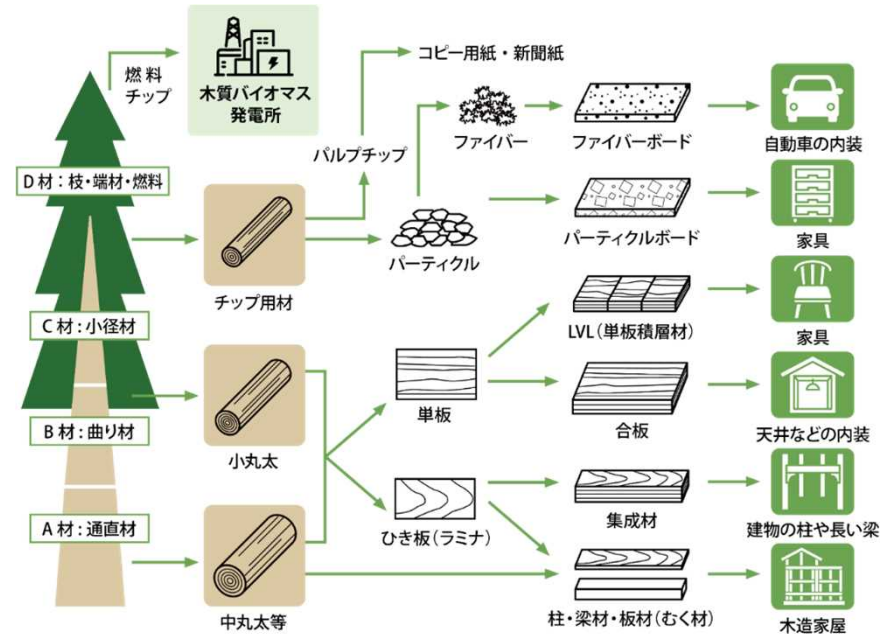 燃料
チップ
木質バイオマス
発電所
コピー用紙・新聞紙
パルプチップ
ファイバー
ファイバーボード
自動車の内装
D材：枝・端材・燃料
チップ用材
パーティクル
パーティクルボード
家具
C材：小径材
LVL（単板積層材）
家具
B材：曲り材
小丸太
単板
合板
天井などの内装
A材：通直材
ひき板（ラミナ）
集成材
建物の柱や長い梁
中丸太等
柱・梁材・板材（むく材）
木造家屋